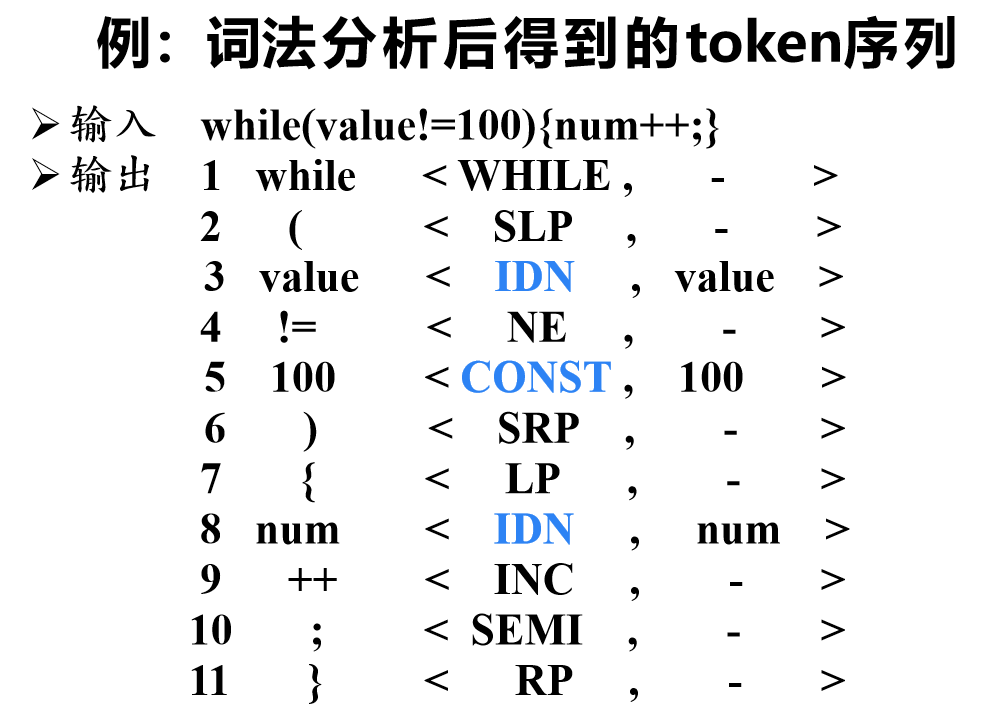 例：词法分析后得到的token序列
➢ 输入 while(value!=100){num++;}
➢ 输出 1 while < WHILE , - >
2 ( < SLP , - >
3 value < IDN , value >
4 != < NE , - >
5 100 < CONST , 100 >
6 ) < SRP , - >
7 { < LP , - >
8 num < IDN , num >
9 ++ < INC , - >
10 ; < SEMI , - >
11 } < RP , - >